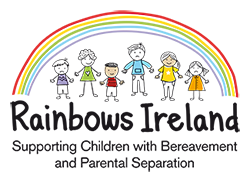 Rainbows Ireland
Supporting Children with Bereavement
and Parental Separation